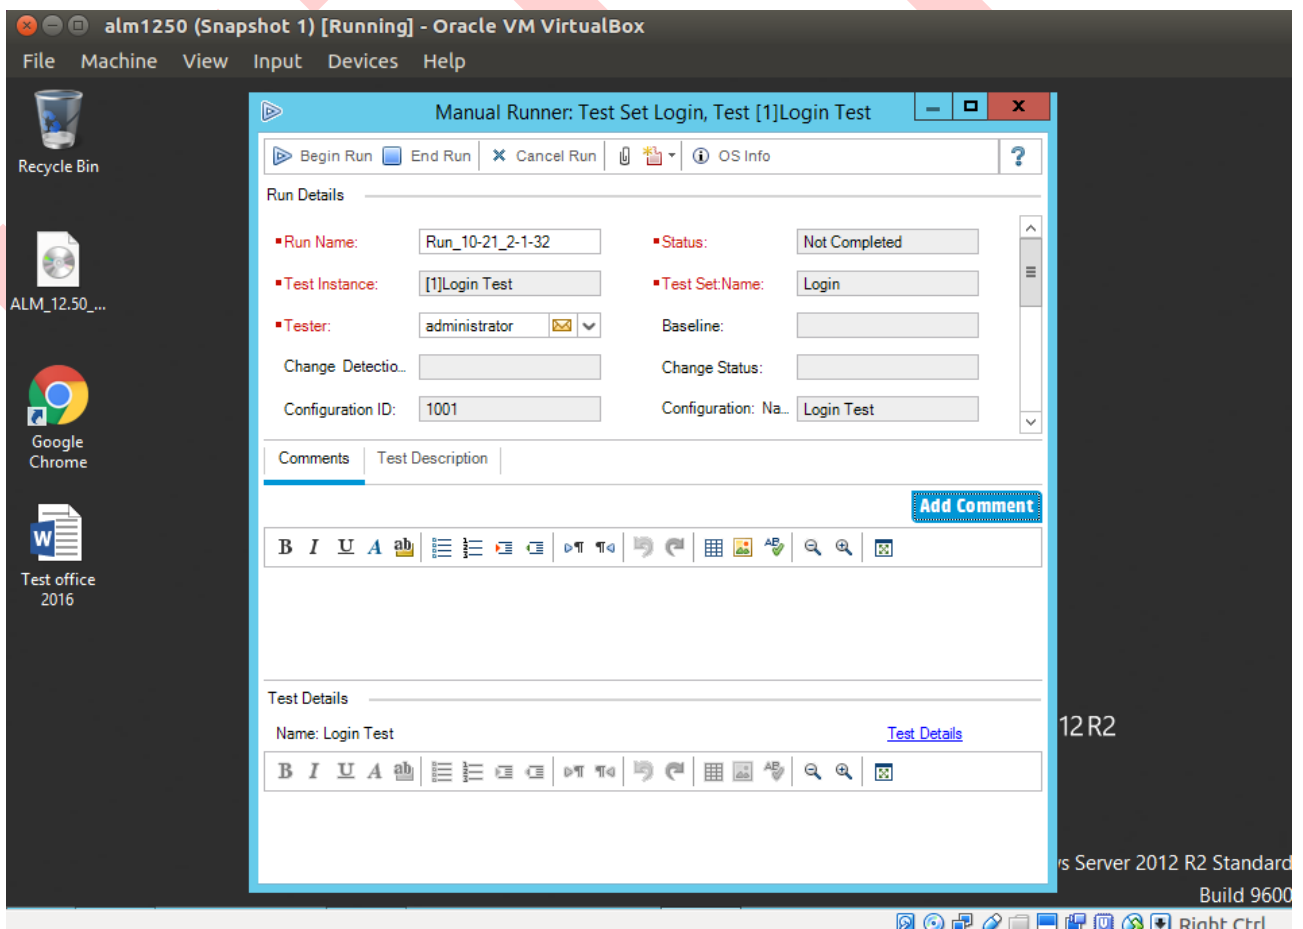 alm1250 (Snapshot 1) [Running] - Oracle VM VirtualBox
File Machine View Input Devices Help
Recycle Bin
ALM_12.50_...
Google
Chrome
Test office
2016
Manual Runner: Test Set Login, Test [1]Login Test
Begin Run End Run Cancel Run OS Info ?
Run Details
Run Name: Run_10-21_2-1-32 Status: Not Completed
Test Instance: [1]Login Test Test Set:Name: Login
Tester: administrator Baseline:
Change Detectio... Change Status:
Configuration ID: 1001 Configuration: Na... Login Test
Comments Test Description
Add Comment
B I U A ab
Test Details
Name: Login Test Test Details
B I U A ab
12 R2
s Server 2012 R2 Standard
Build 9600
Right Ctrl